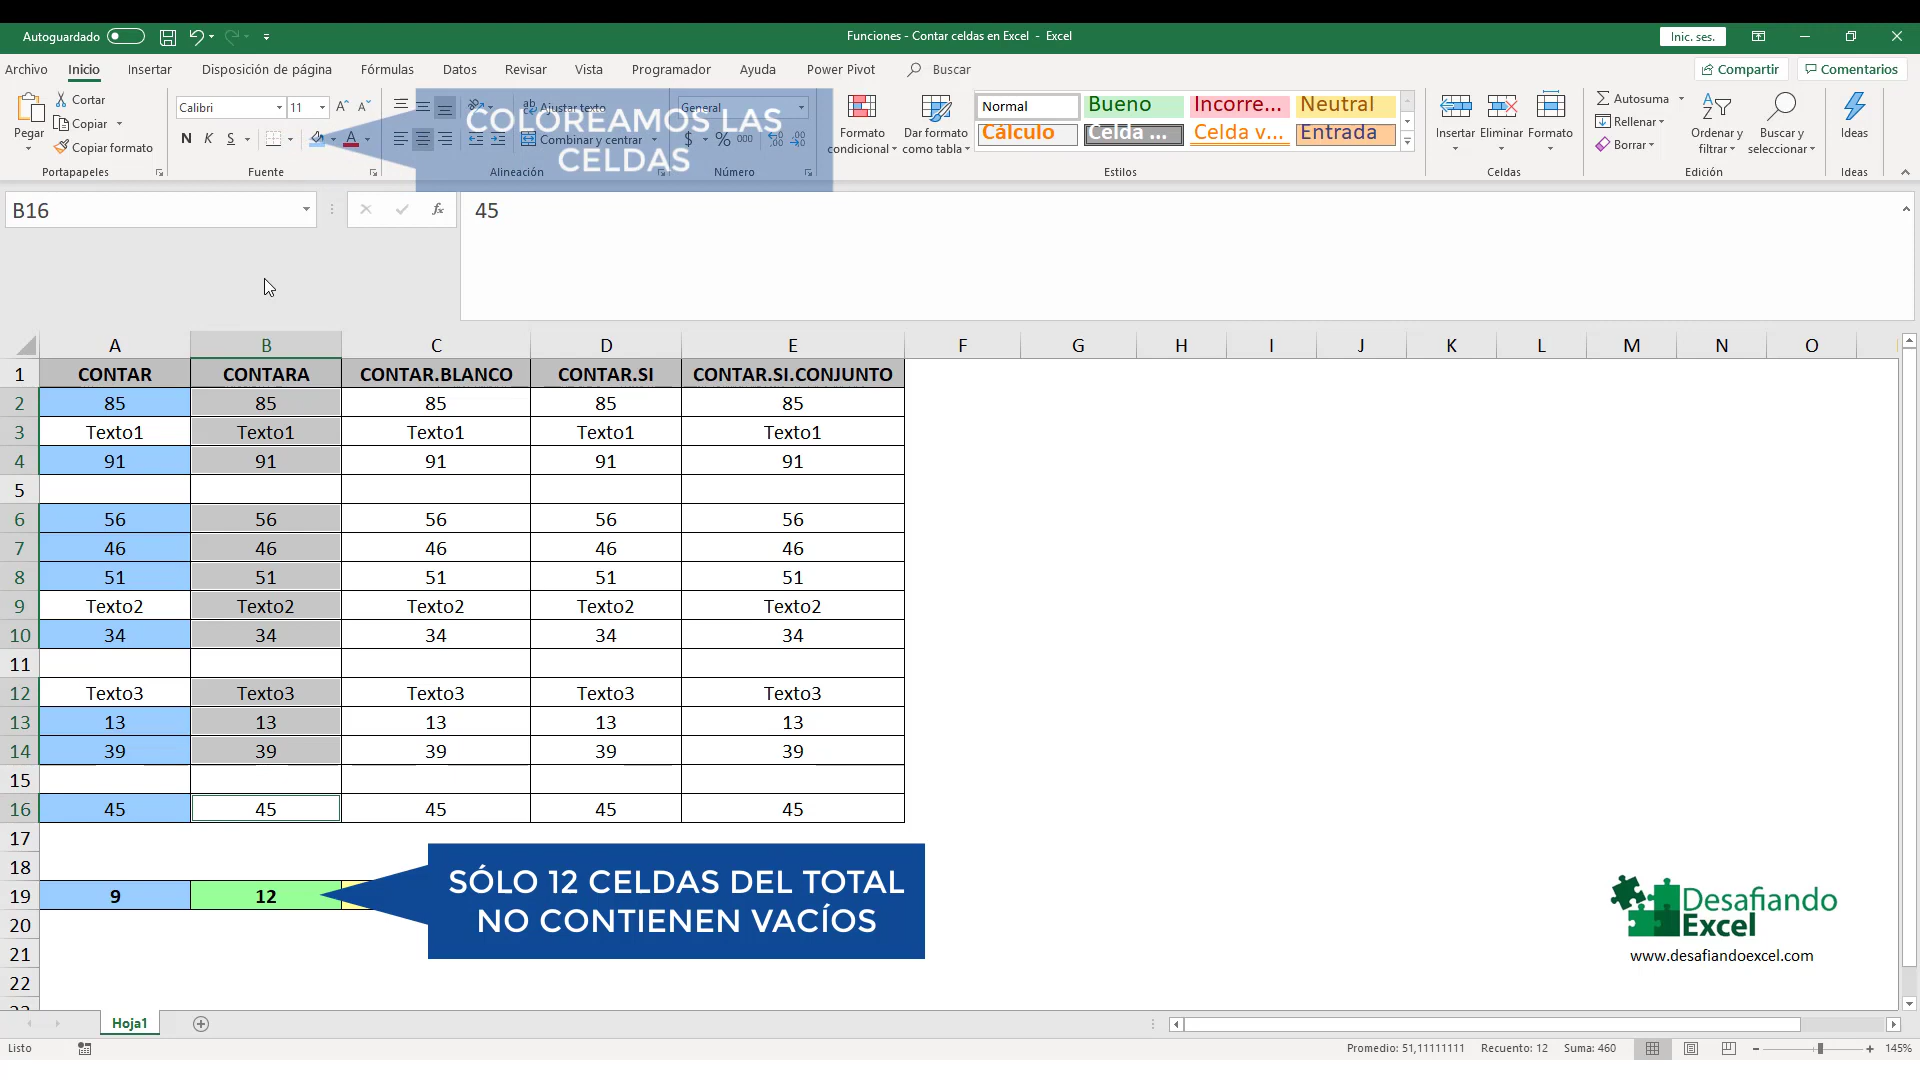 Autoguardado
Funciones - Contar celdas en Excel - Excel
Inic. ses.
Archivo Inicio Insertar Disposición de página Fórmulas Datos Revisar Vista Programador Ayuda Power Pivot Buscar Compartir Comentarios
Pegar
Cortar
Copiar
Copiar formato
Portapapeles
Calibri 11
N K S
Fuente
Ajustar texto
Combinar y centrar
Alineación
General
$ % 000
Número
COLOREAMOS LAS
CELDAS
Formato
condicional
Dar formato
como tabla
Normal Bueno Incorre... Neutral
Cálculo Celda ... Celda v... Entrada
Estilos
Insertar Eliminar Formato
Celdas
Autosuma
Rellenar
Borrar
Ordenar y
filtrar
Buscar y
seleccionar
Edición
Ideas
Ideas
B16 fx 45
A B C D E F G H I J K L M N O
1 CONTAR CONTARA CONTAR.BLANCO CONTAR.SI CONTAR.SI.CONJUNTO
2 85 85 85 85 85
3 Texto1 Texto1 Texto1 Texto1 Texto1
4 91 91 91 91 91
5
6 56 56 56 56 56
7 46 46 46 46 46
8 51 51 51 51 51
9 Texto2 Texto2 Texto2 Texto2 Texto2
10 34 34 34 34 34
11
12 Texto3 Texto3 Texto3 Texto3 Texto3
13 13 13 13 13 13
14 39 39 39 39 39
15
16 45 45 45 45 45
17
18
19 9 12
20
21
22
SÓLO 12 CELDAS DEL TOTAL
NO CONTIENEN VACÍOS
Desafiando
Excel
www.desafiandoexcel.com
Hoja1
Listo
Promedio: 51,11111111 Recuento: 12 Suma: 460 145%